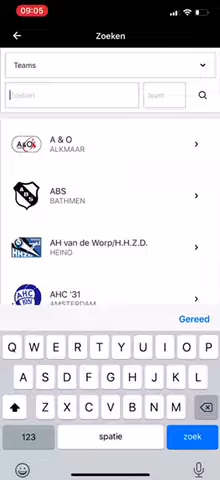 09:05
Zoeken
Teams
zoeken
team
A & O
ALKMAAR
ABS
BATHMEN
AH van de Worp/H.H.Z.D.
HEINO
AHC '31
AMSTERDAM
Gereed
Q W E R T Y U I O P
A S D F G H J K L
Z X C V B N M
123 spatie zoek